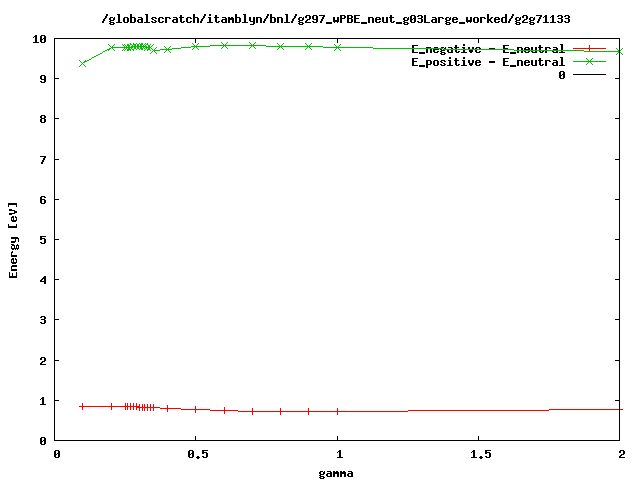 /globalscratch/itamblyn/bnl/g297_wPBE_neut_g03Large_worked/g2g71133
E_negative - E_neutral
E_positive - E_neutral
0
10
9
8
7
6
5
4
3
2
1
0
Energy [eV]
0 0.5 1 1.5 2
gamma